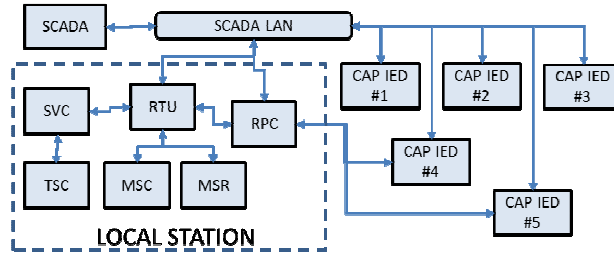 SCADA
SCADA LAN
CAP IED
#1
CAP IED
#2
CAP IED
#3
SVC
RTU
RPC
CAP IED
#4
TSC
MSC
MSR
CAP IED
#5
LOCAL STATION